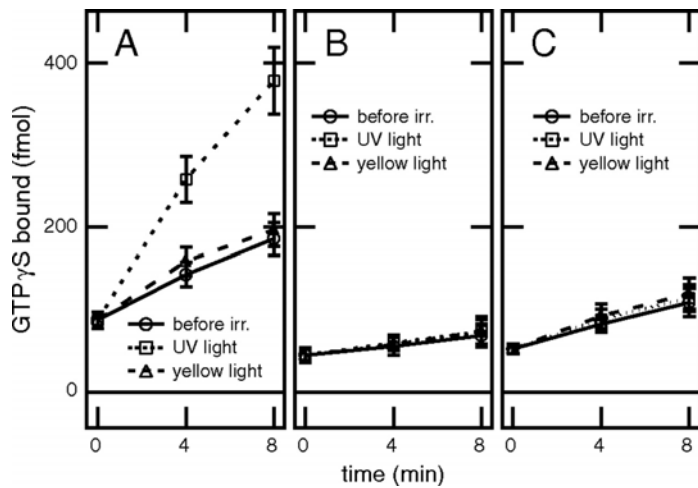 A
B
C
400
200
0
GTPγS bound (fmol)
before irr.
UV light
yellow light
before irr.
UV light
yellow light
before irr.
UV light
yellow light
0 4 8 0 4 8 0 4 8
time (min)